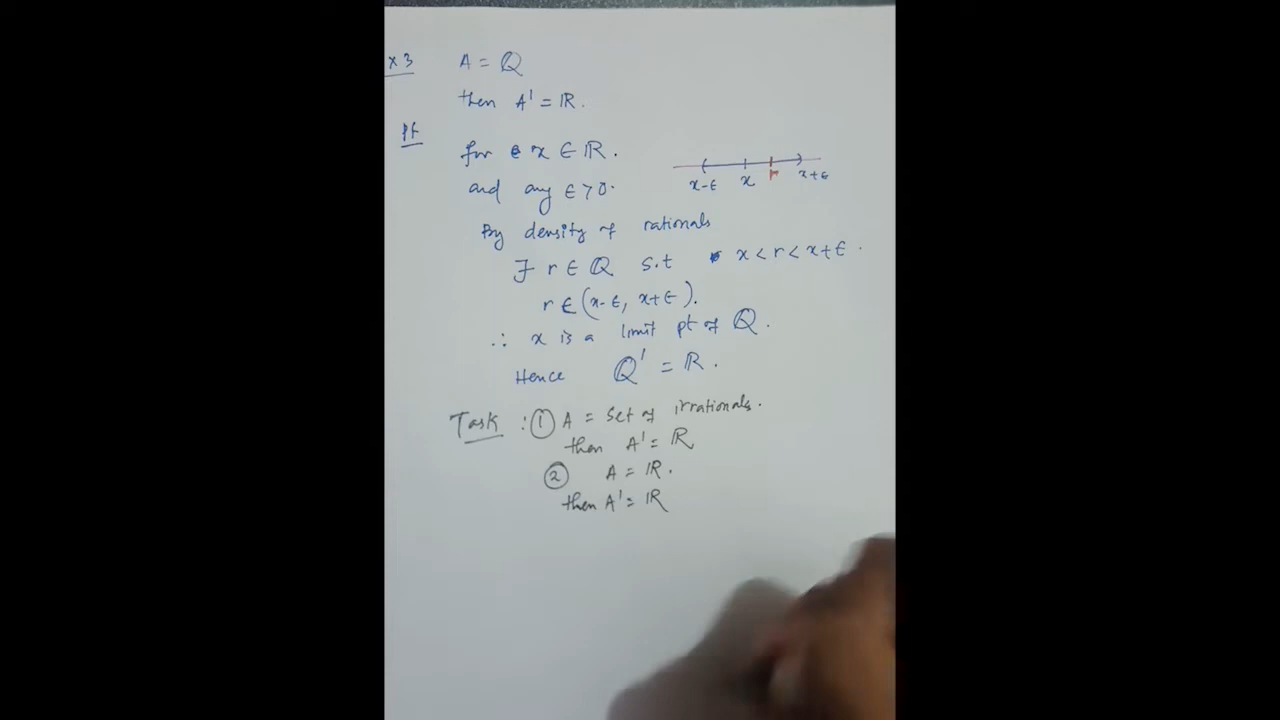 x 3 A = ℚ
then A' = ℝ.
Pf
for x ∈ ℝ.
and any ε > 0.
x-ε x r x+ε
By density of rationals
∃ r ∈ ℚ s.t x < r < x+ε.
r ∈ (x-ε, x+ε).
∴ x is a limit pt of ℚ.
Hence ℚ' = ℝ.
Task : ① A = Set of irrationals.
then A' = ℝ
② A = ℝ.
then A' = ℝ